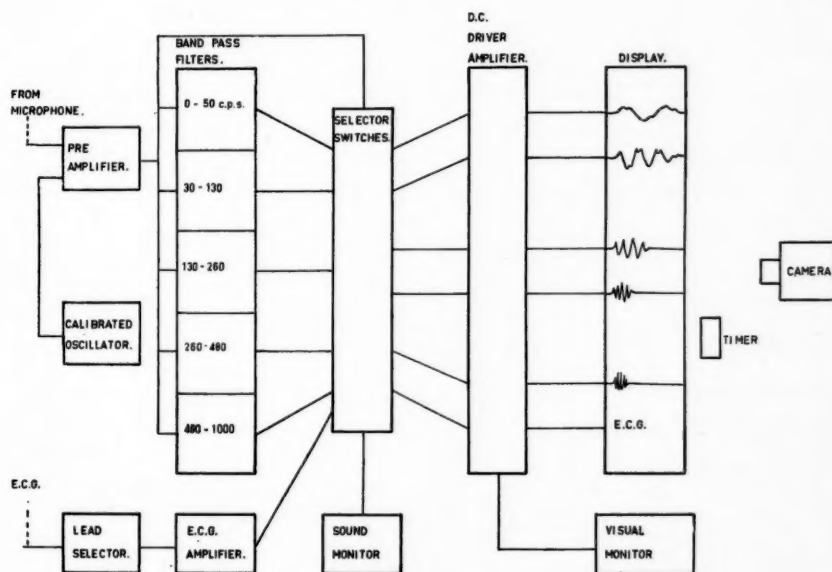 D.C.
DRIVER
AMPLIFIER.
BAND PASS
FILTERS.
DISPLAY.
FROM
MICROPHONE.
PRE
AMPLIFIER.
0 - 50 c.p.s.
30 - 130
130 - 260
260 - 480
480 - 1000
SELECTOR
SWITCHES.
CAMERA
TIMER
CALIBRATED
OSCILLATOR.
E.C.G.
E.C.G.
LEAD
SELECTOR.
E.C.G.
AMPLIFIER.
SOUND
MONITOR
VISUAL
MONITOR